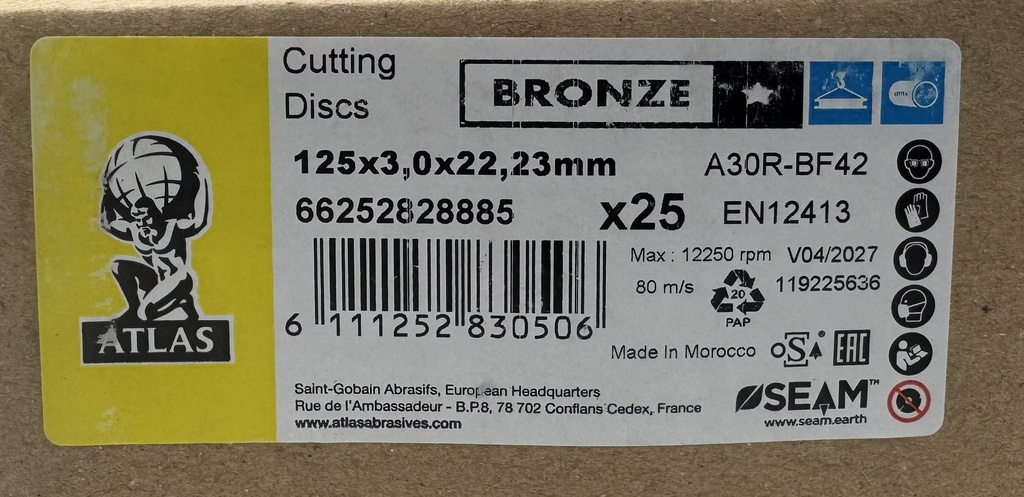 Cutting
Discs
BRONZE
125x3,0x22,23mm
A30R-BF42
66252828885
x25
EN12413
Max : 12250 rpm
V04/2027
80 m/s
20
PAP
119225636
6 111252 830506
ATLAS
Made In Morocco
oSA
EAC
Saint-Gobain Abrasifs, European Headquarters
Rue de l'Ambassadeur - B.P.8, 78 702 Conflans Cedex, France
www.atlasabrasives.com
SEAM™
www.seam.earth